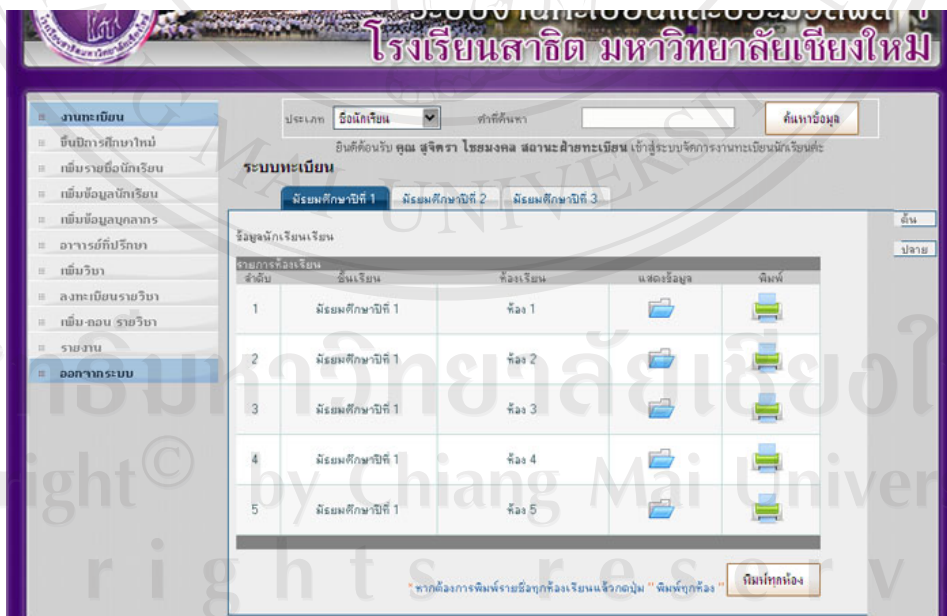 โรงเรียนสาธิต มหาวิทยาลัยเชียงใหม่
งานทะเบียน
ขึ้นปีการศึกษาใหม่
เพิ่มรายชื่อนักเรียน
เพิ่มข้อมูลนักเรียน
เพิ่มข้อมูลบุคลากร
อาจารย์ที่ปรึกษา
เพิ่มวิชา
ลงทะเบียนรายวิชา
เพิ่ม-ถอน รายวิชา
รายงาน
ออกจากระบบ
ประเภท ชื่อนักเรียน คำที่ค้นหา ค้นหาข้อมูล
ยินดีต้อนรับ คุณ สุจิตรา ไชยมงคล สถานะฝ่ายทะเบียน เข้าสู่ระบบจัดการงานทะเบียนนักเรียนค่ะ
ระบบทะเบียน
มัธยมศึกษาปีที่ 1 มัธยมศึกษาปีที่ 2 มัธยมศึกษาปีที่ 3
ต้น
ปลาย
ข้อมูลนักเรียนเรียน
รายการห้องเรียน
ลำดับ ชั้นเรียน ห้องเรียน แสดงข้อมูล พิมพ์
1 มัธยมศึกษาปีที่ 1 ห้อง 1
2 มัธยมศึกษาปีที่ 1 ห้อง 2
3 มัธยมศึกษาปีที่ 1 ห้อง 3
4 มัธยมศึกษาปีที่ 1 ห้อง 4
5 มัธยมศึกษาปีที่ 1 ห้อง 5
* หากต้องการพิมพ์รายชื่อทุกห้องเรียนแล้วกดปุ่ม " พิมพ์ทุกห้อง " พิมพ์ทุกห้อง
by Chiang Mai Univer
rights reserv